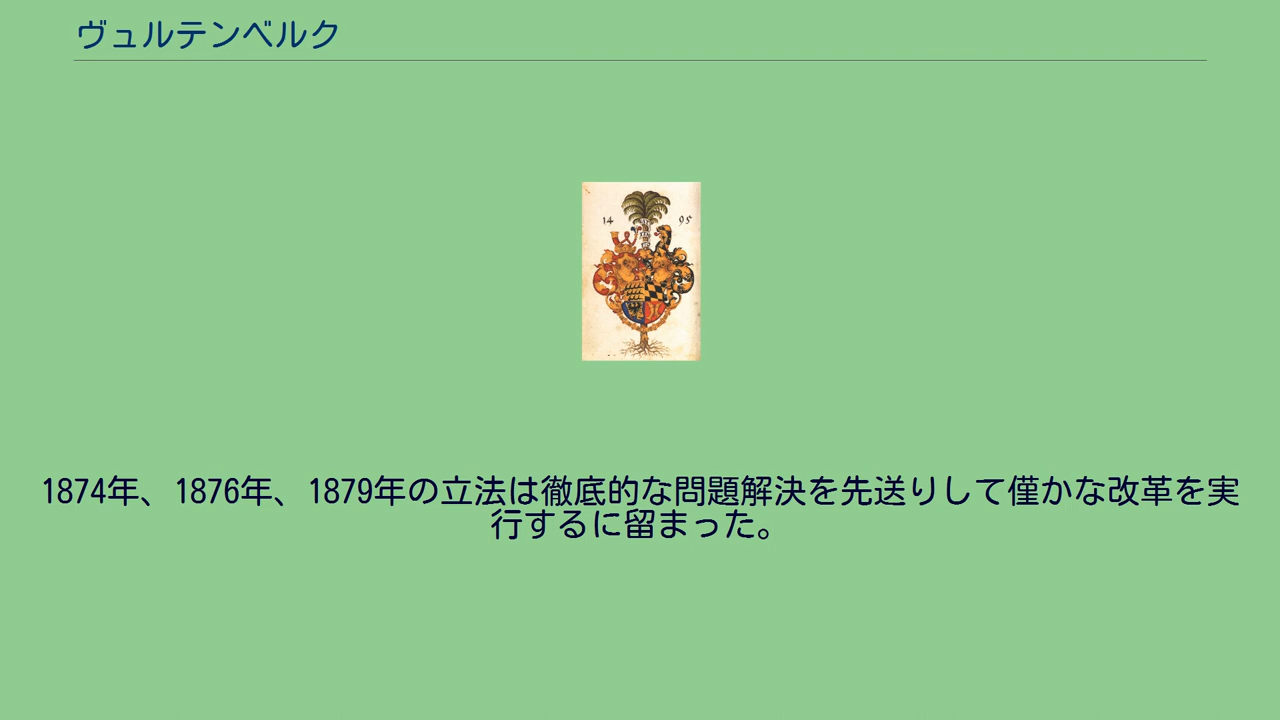 ヴュルテンベルク
14 95
1874年、1876年、1879年の立法は徹底的な問題解決を先送りして僅かな改革を実
行するに留まった。